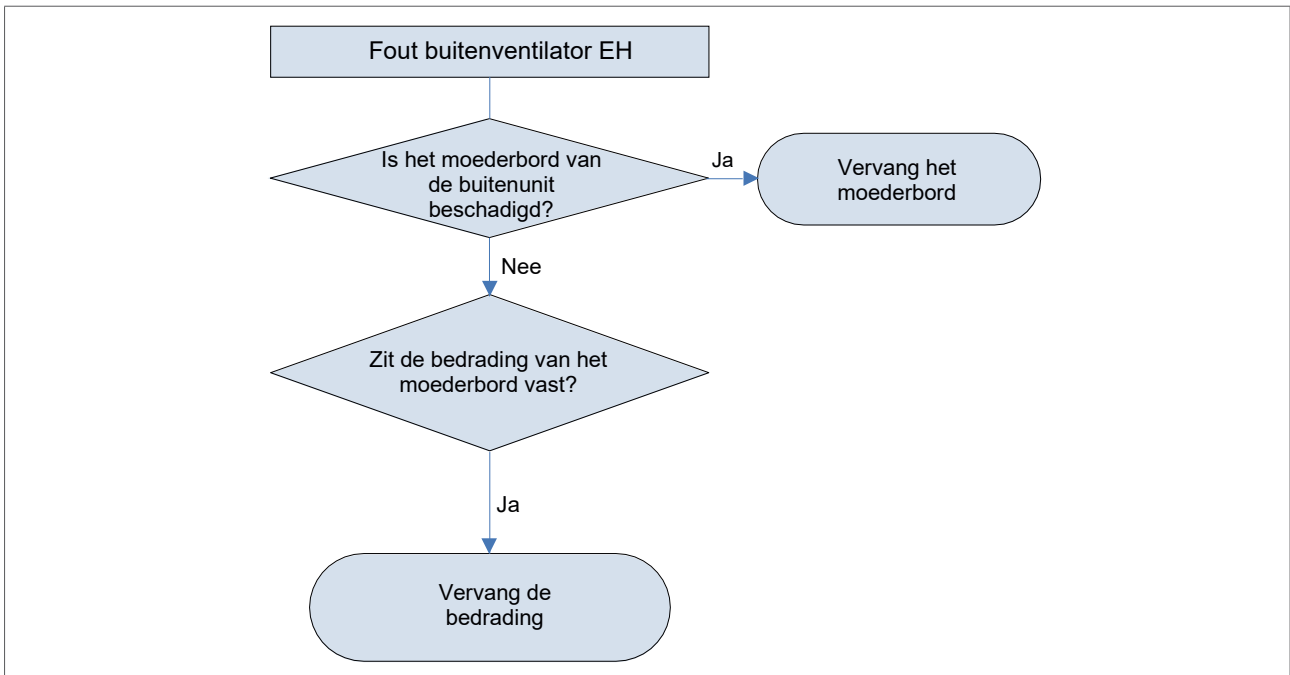 Fout buitenventilator EH
Is het moederbord van
de buitenunit
beschadigd?
Ja
Vervang het
moederbord
Nee
Zit de bedrading van het
moederbord vast?
Ja
Vervang de
bedrading